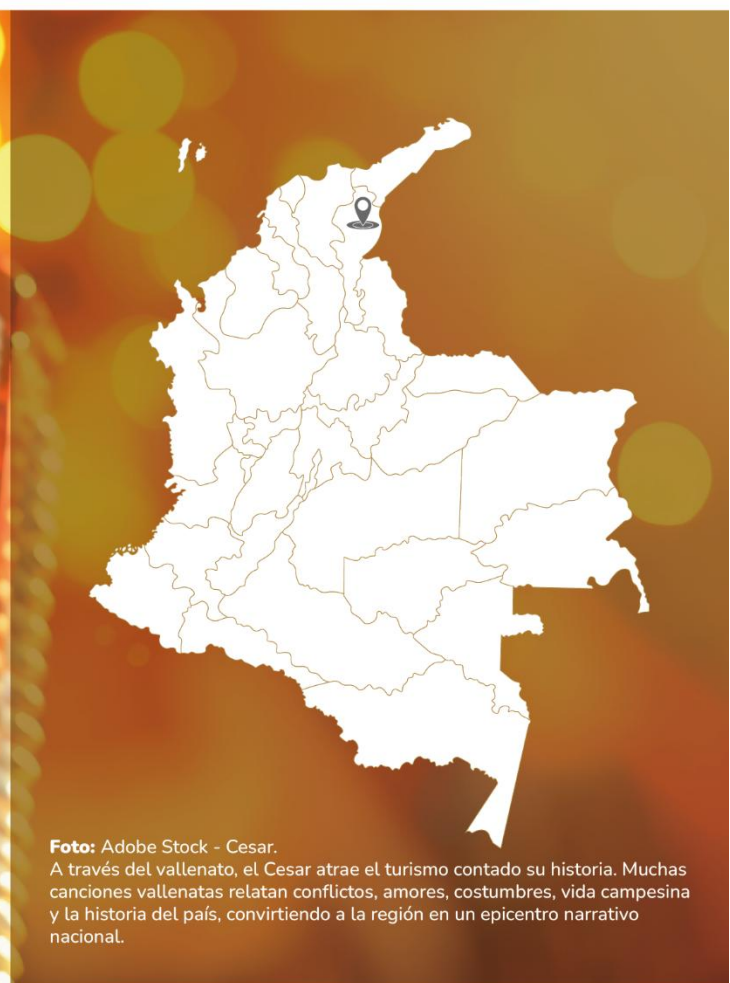 Foto: Adobe Stock - Cesar.
A través del vallenato, el Cesar atrae el turismo contado su historia. Muchas
canciones vallenatas relatan conflictos, amores, costumbres, vida campesina
y la historia del país, convirtiendo a la región en un epicentro narrativo
nacional.